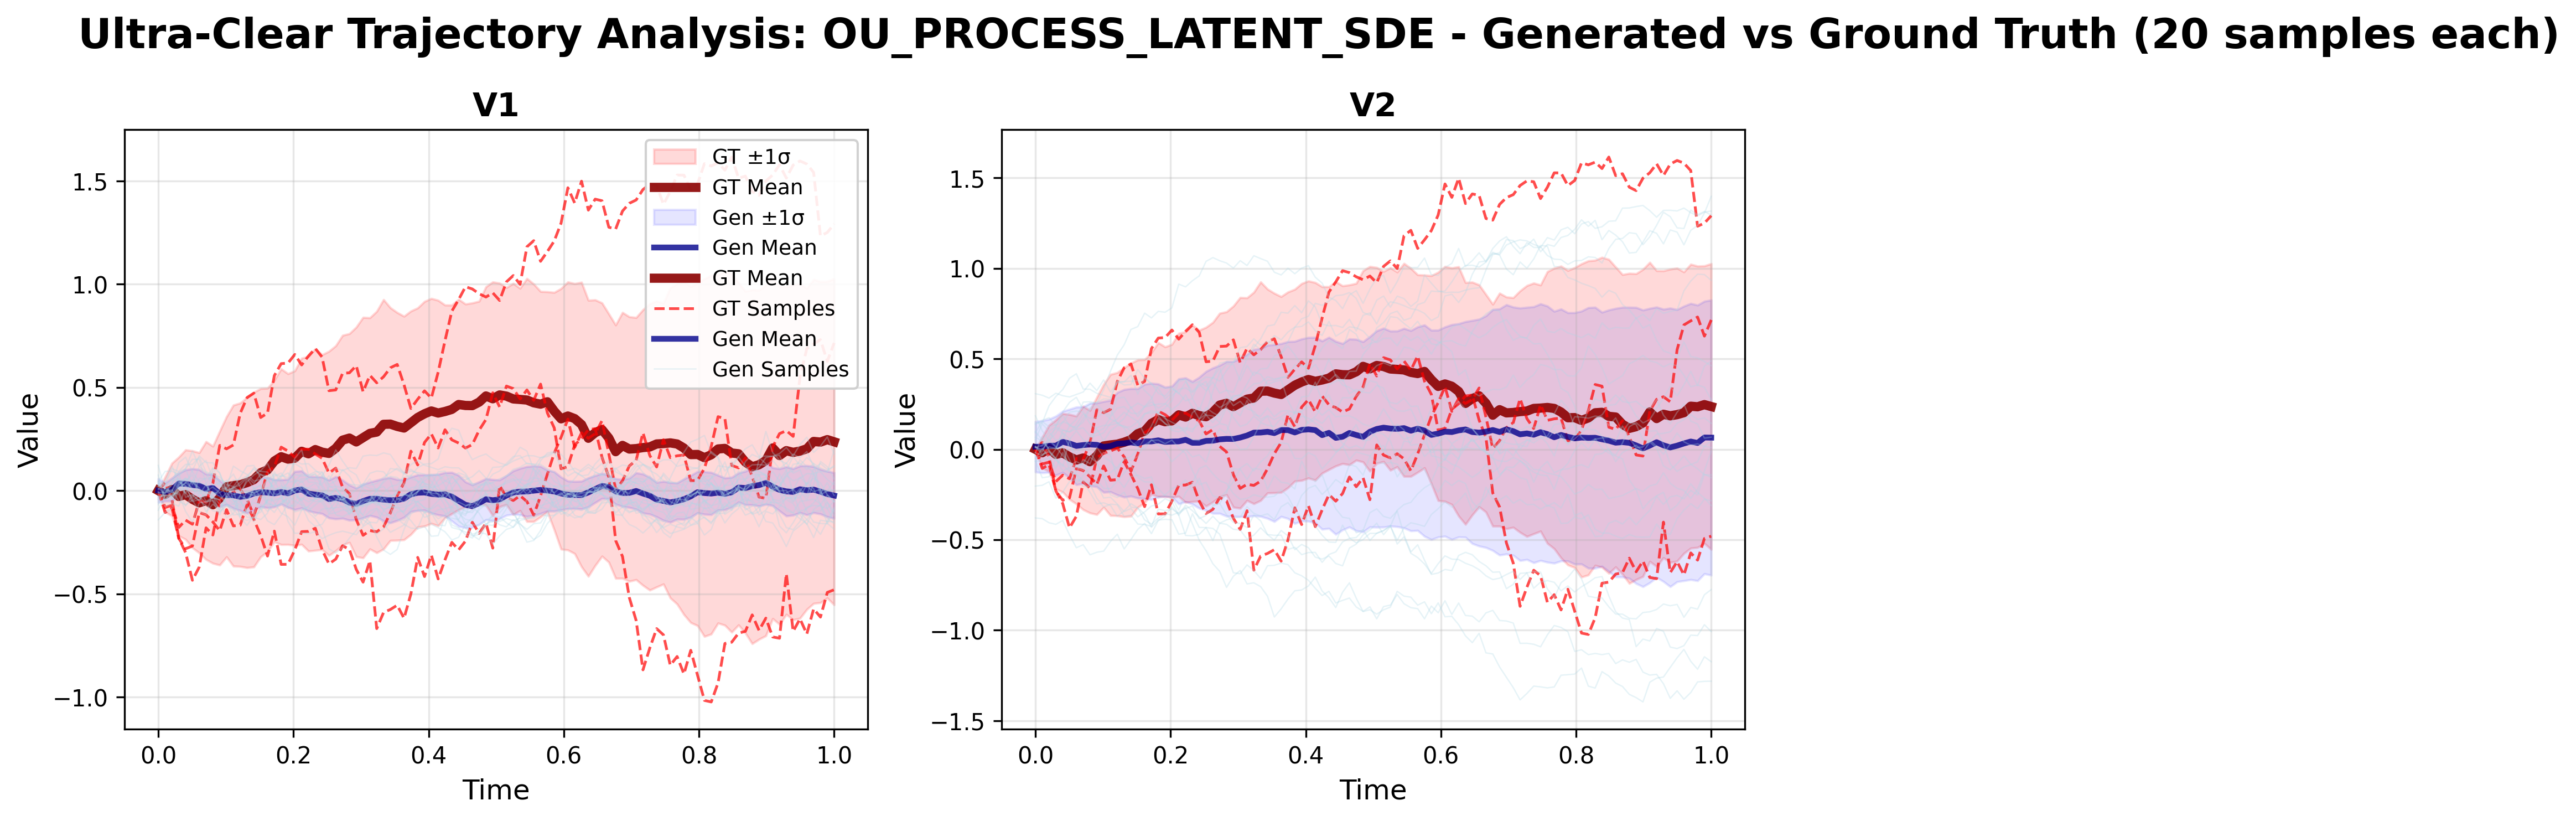 Ultra-Clear Trajectory Analysis: OU_PROCESS_LATENT_SDE - Generated vs Ground Truth (20 samples each)
V1
GT ±1σ
GT Mean
Gen ±1σ
Gen Mean
GT Mean
GT Samples
Gen Mean
Gen Samples
1.5
1.0
0.5
0.0
−0.5
−1.0
Value
0.0 0.2 0.4 0.6 0.8 1.0
Time
V2
1.5
1.0
0.5
0.0
−0.5
−1.0
−1.5
Value
0.0 0.2 0.4 0.6 0.8 1.0
Time